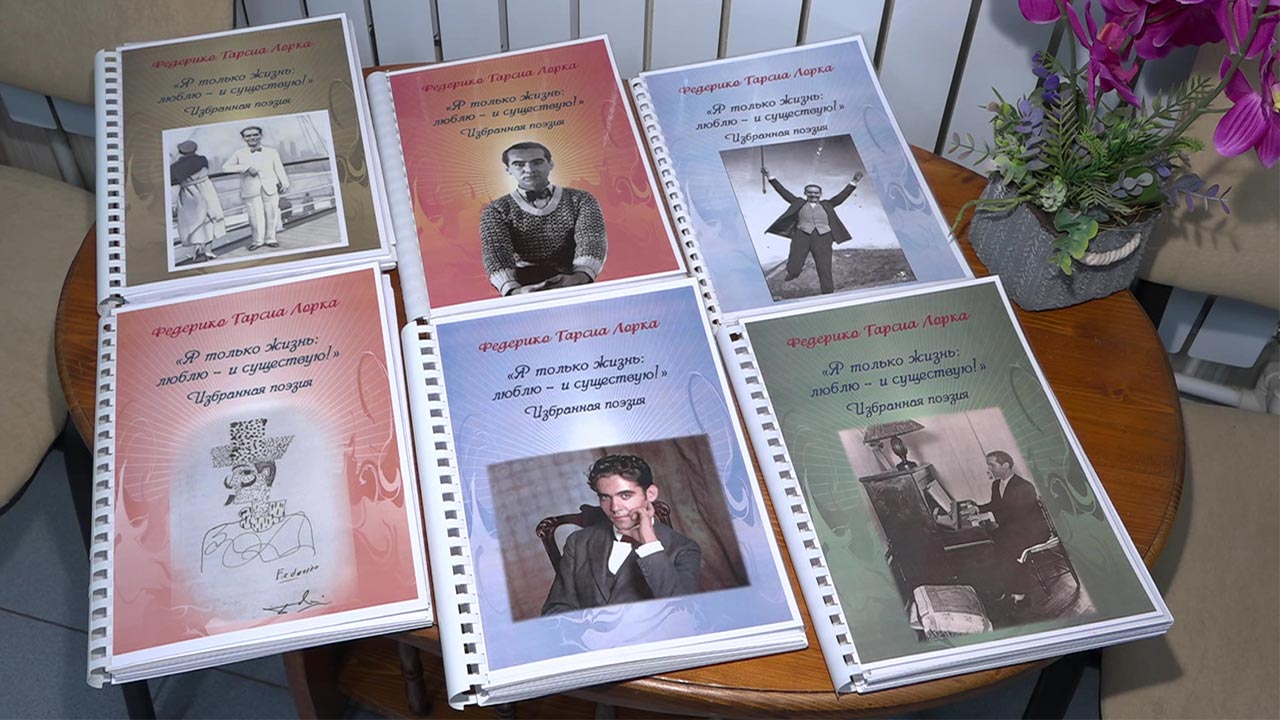 Федерико Гарсиа Лорка
«Я только жизнь:
люблю – и существую!»
Избранная поэзия
Федерико Гарсиа Лорка
«Я только жизнь:
люблю – и существую!»
Избранная поэзия
Федерико Гарсиа Лорка
«Я только жизнь:
люблю – и существую!»
Избранная поэзия
Федерико Гарсиа Лорка
«Я только жизнь:
люблю – и существую!»
Избранная поэзия
Federico
Федерико Гарсиа Лорка
«Я только жизнь:
люблю – и существую!»
Избранная поэзия
Федерико Гарсиа Лорка
«Я только жизнь:
люблю – и существую!»
Избранная поэзия